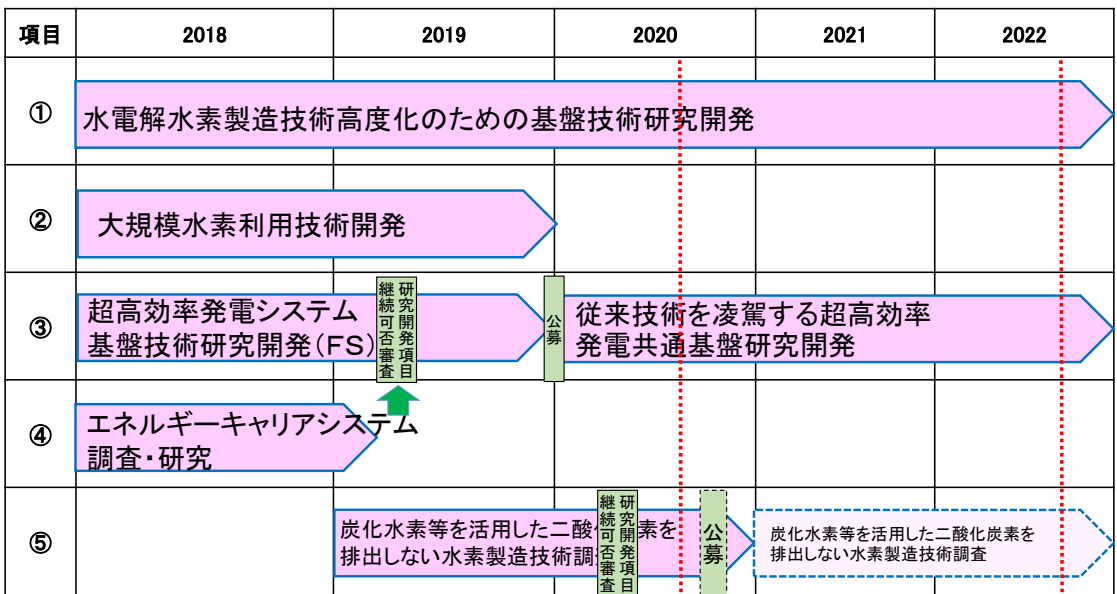 項目 2018 2019 2020 2021 2022
①
水電解水素製造技術高度化のための基盤技術研究開発
②
大規模水素利用技術開発
③
超高効率発電システム
基盤技術研究開発(FS)
研究開発項目
継続可否審査
公募
従来技術を凌駕する超高効率
発電共通基盤研究開発
④
エネルギーキャリアシステム
調査・研究
⑤
炭化水素等を活用した二酸化炭素を
排出しない水素製造技術調査
研究開発項目
継続可否審査
公募
炭化水素等を活用した二酸化炭素を
排出しない水素製造技術調査